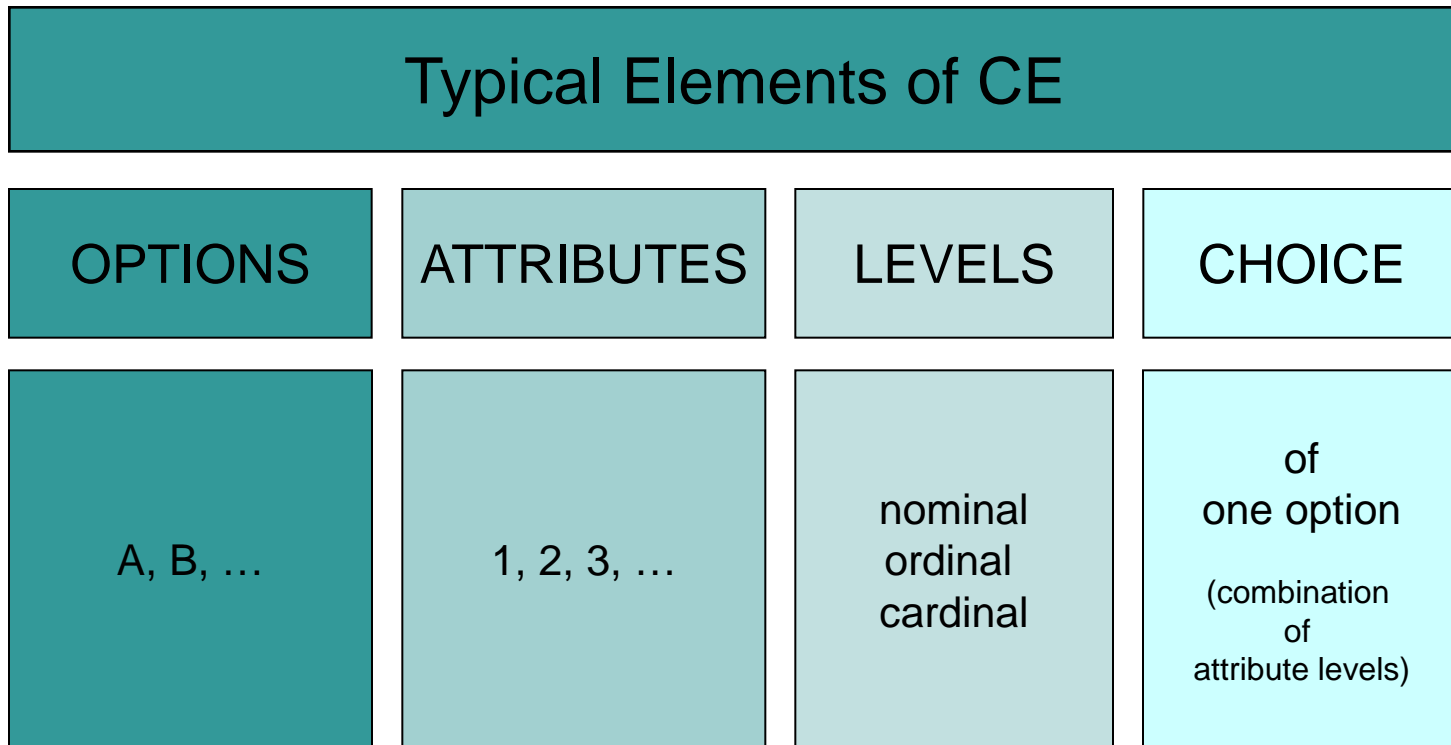 Typical Elements of CE
OPTIONS
ATTRIBUTES
LEVELS
CHOICE
A, B, …
1, 2, 3, …
nominal
ordinal
cardinal
of
one option
(combination
of
attribute levels)